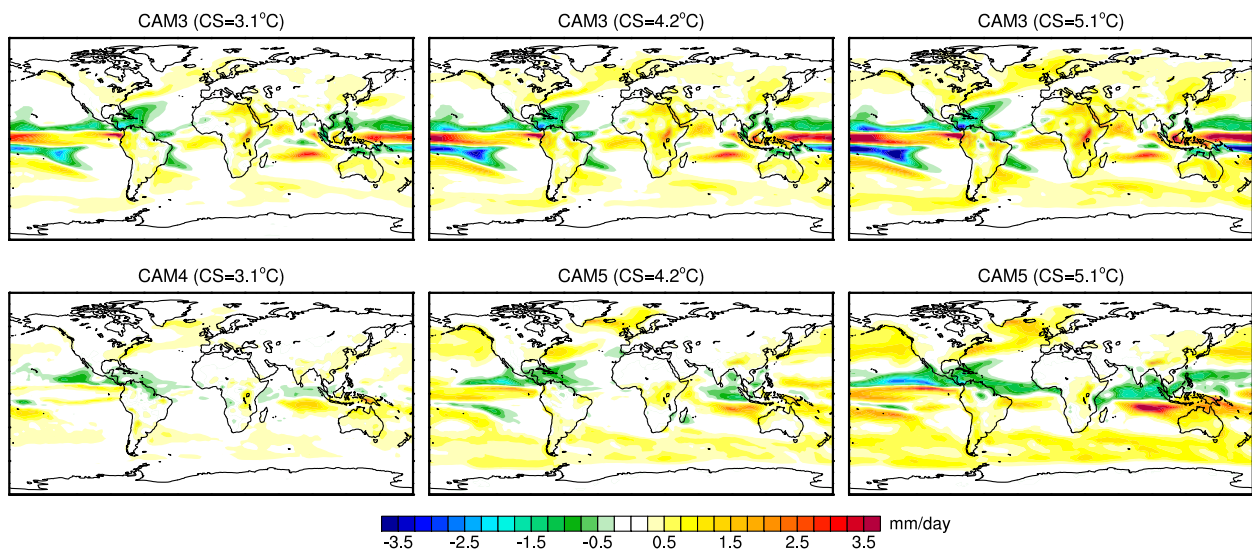 CAM3 (CS=3.1°C)
CAM3 (CS=4.2°C)
CAM3 (CS=5.1°C)
CAM4 (CS=3.1°C)
CAM5 (CS=4.2°C)
CAM5 (CS=5.1°C)
mm/day
-3.5 -2.5 -1.5 -0.5 0.5 1.5 2.5 3.5